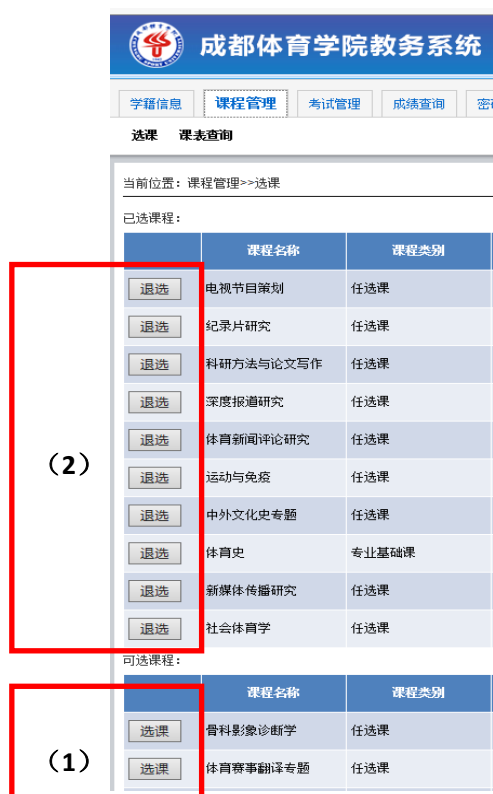 成都体育学院教务系统
学籍信息 课程管理 考试管理 成绩查询
选课 课表查询
当前位置：课程管理>>选课
已选课程：
课程名称 课程类别
退选 电视节目策划 任选课
退选 纪录片研究 任选课
退选 科研方法与论文写作 任选课
退选 深度报道研究 任选课
退选 体育新闻评论研究 任选课
（2） 退选 运动与免疫 任选课
退选 中外文化史专题 任选课
退选 体育史 专业基础课
退选 新媒体传播研究 任选课
退选 社会体育学 任选课
可选课程：
课程名称 课程类别
选课 骨科影象诊断学 任选课
（1） 选课 体育赛事翻译专题 任选课